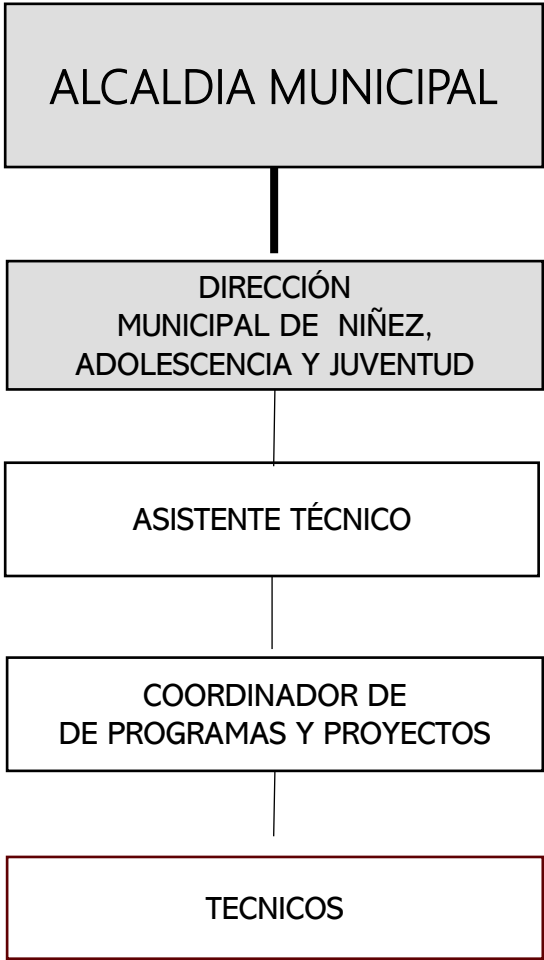 ALCALDIA MUNICIPAL
DIRECCIÓN
MUNICIPAL DE NIÑEZ,
ADOLESCENCIA Y JUVENTUD
ASISTENTE TÉCNICO
COORDINADOR DE
DE PROGRAMAS Y PROYECTOS
TECNICOS